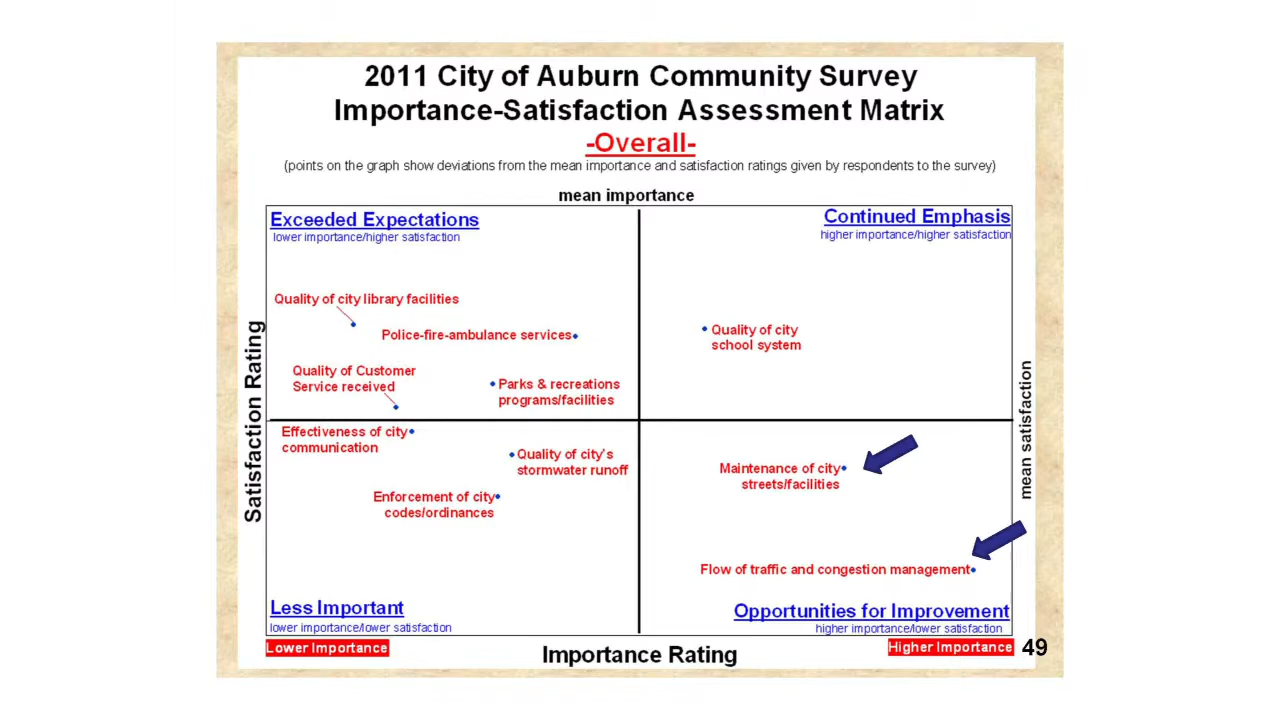 2011 City of Auburn Community Survey
Importance-Satisfaction Assessment Matrix
-Overall-
(points on the graph show deviations from the mean importance and satisfaction ratings given by respondents to the survey)
mean importance
Exceeded Expectations
lower importance/higher satisfaction
Continued Emphasis
higher importance/higher satisfaction
Quality of city library facilities
Police-fire-ambulance services
Quality of city
school system
Quality of Customer
Service received
Parks & recreations
programs/facilities
Satisfaction Rating
mean satisfaction
Effectiveness of city
communication
Quality of city's
stormwater runoff
Maintenance of city
streets/facilities
Enforcement of city
codes/ordinances
Flow of traffic and congestion management
Less Important
lower importance/lower satisfaction
Opportunities for Improvement
higher importance/lower satisfaction
Lower Importance
Importance Rating
Higher Importance
49